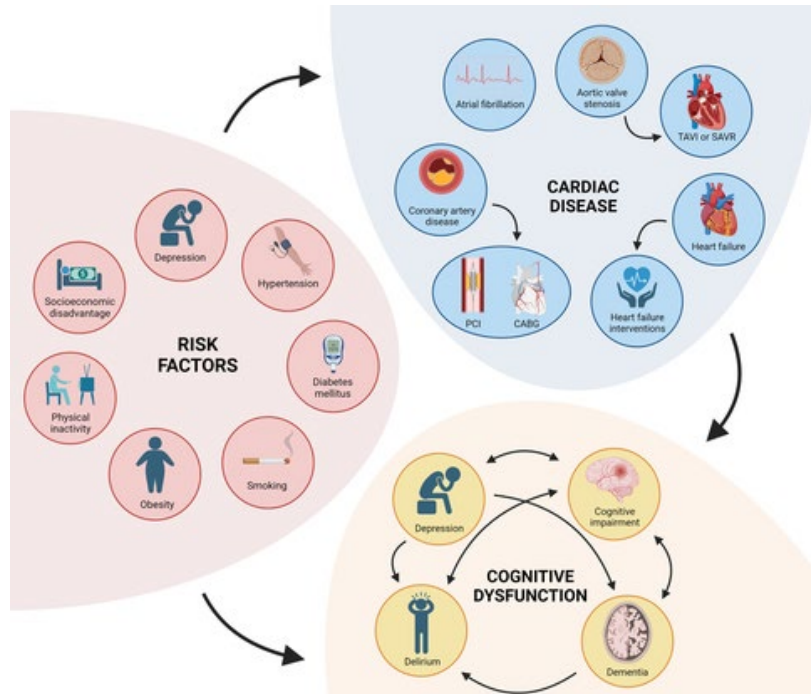 Atrial fibrillation
Aortic valve
stenosis
TAVI or SAVR
CARDIAC
DISEASE
Coronary artery
disease
Heart failure
PCI
CABG
Heart failure
interventions
Depression
Hypertension
Socioeconomic
disadvantage
RISK
FACTORS
Diabetes
mellitus
Physical
inactivity
Smoking
Obesity
Depression
Cognitive
impairment
COGNITIVE
DYSFUNCTION
Delirium
Dementia